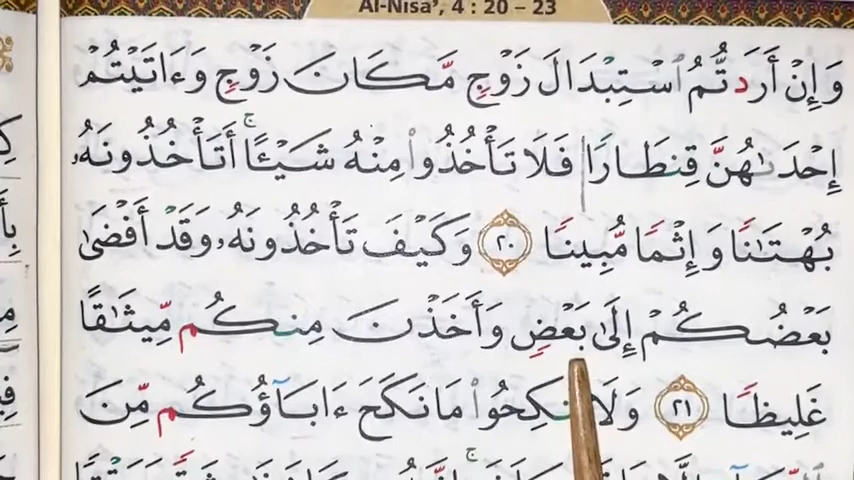 Al-Nisa', 4 : 20 – 23
وَإِنْ أَرَدتُّمُ ٱسْتِبْدَالَ زَوْجٍ مَّكَانَ زَوْجٍ وَءَاتَيْتُمْ
إِحْدَىٰهُنَّ قِنطَارًا فَلَا تَأْخُذُوا۟ مِنْهُ شَيْـًٔا ۚ أَتَأْخُذُونَهُۥ
بُهْتَـٰنًا وَإِثْمًا مُّبِينًا ٢٠ وَكَيْفَ تَأْخُذُونَهُۥ وَقَدْ أَفْضَىٰ
بَعْضُكُمْ إِلَىٰ بَعْضٍ وَأَخَذْنَ مِنكُم مِّيثَـٰقًا
غَلِيظًا ٢١ وَلَا تَنكِحُوا۟ مَا نَكَحَ ءَابَآؤُكُم مِّنَ